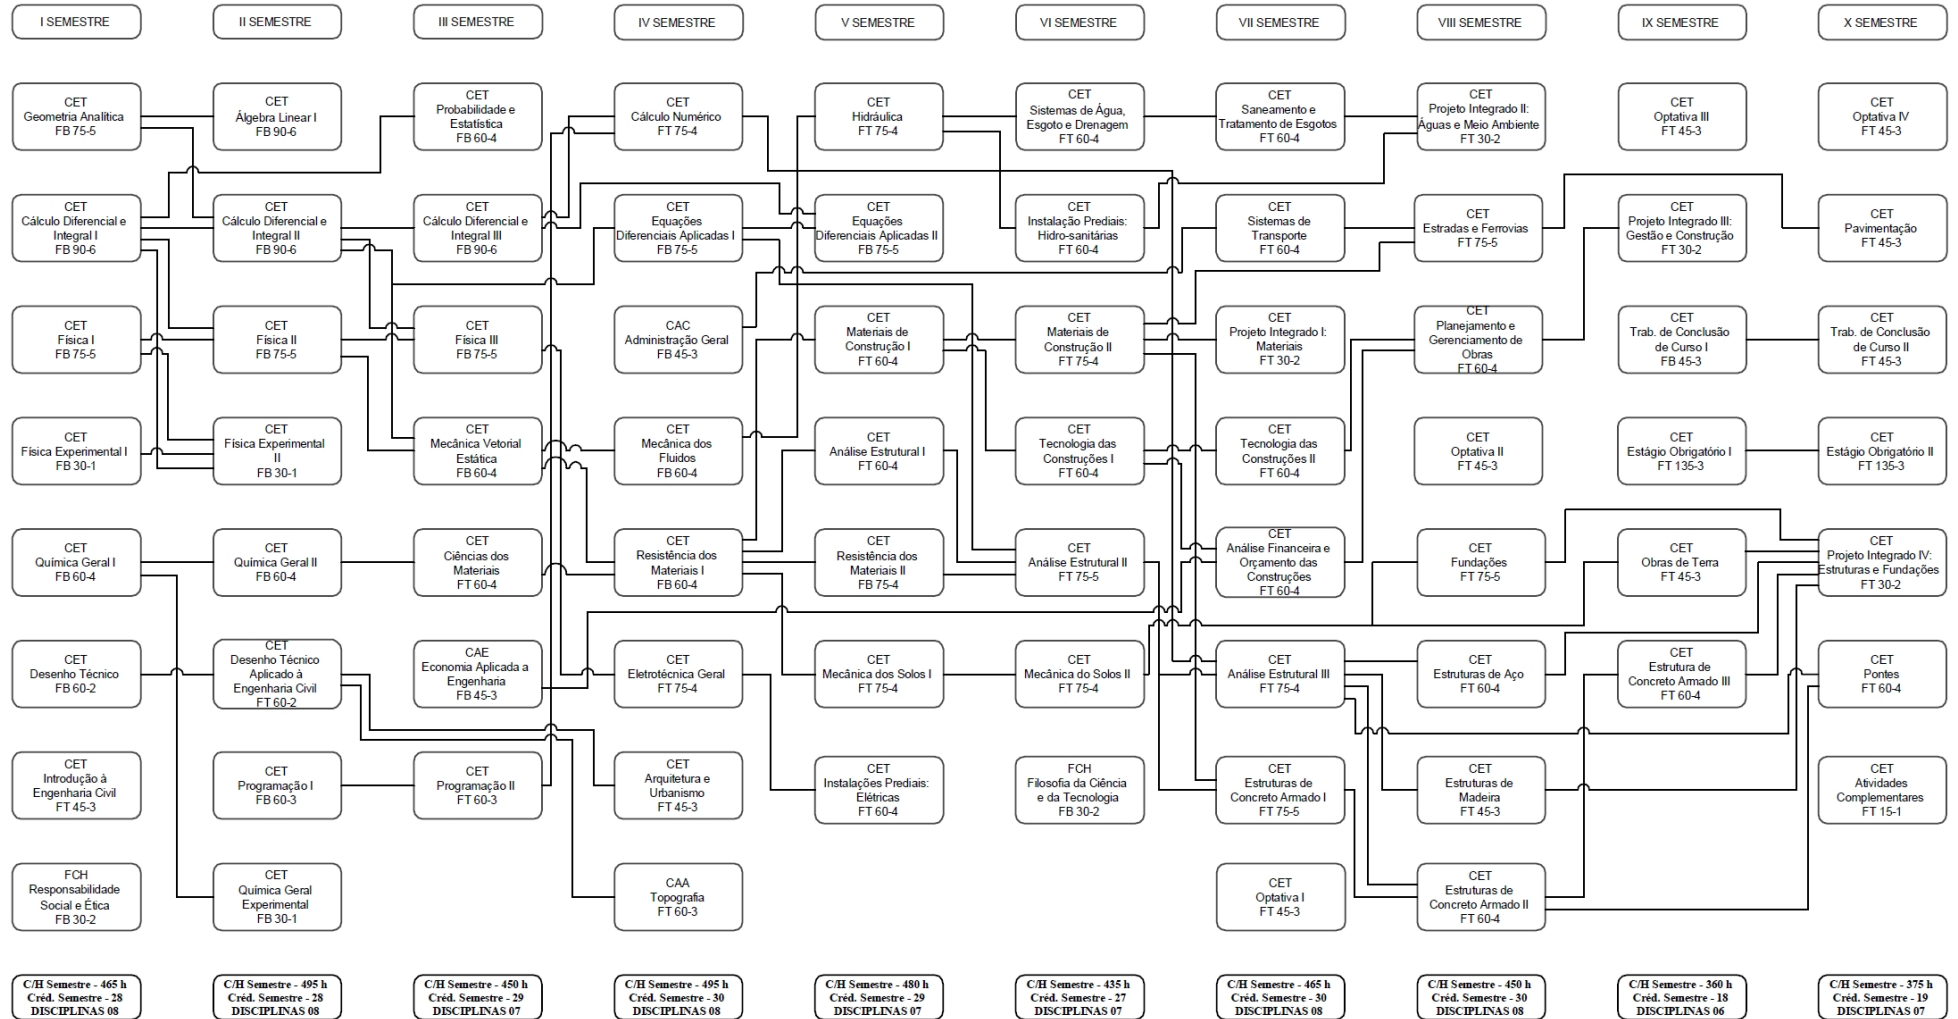 I SEMESTRE
II SEMESTRE
III SEMESTRE
IV SEMESTRE
V SEMESTRE
VI SEMESTRE
VII SEMESTRE
VIII SEMESTRE
IX SEMESTRE
X SEMESTRE
CET
Geometria Analítica
FB 75-5
CET
Álgebra Linear I
FB 90-6
CET
Probabilidade e
Estatística
FB 60-4
CET
Cálculo Numérico
FT 75-4
CET
Hidráulica
FT 75-4
CET
Sistemas de Água,
Esgoto e Drenagem
FT 60-4
CET
Saneamento e
Tratamento de Esgotos
FT 60-4
CET
Projeto Integrado II:
Águas e Meio Ambiente
FT 30-2
CET
Optativa III
FT 45-3
CET
Optativa IV
FT 45-3
CET
Cálculo Diferencial e
Integral I
FB 90-6
CET
Cálculo Diferencial e
Integral II
FB 90-6
CET
Cálculo Diferencial e
Integral III
FB 90-6
CET
Equações
Diferenciais Aplicadas I
FB 75-5
CET
Equações
Diferenciais Aplicadas II
FB 75-5
CET
Instalação Prediais:
Hidro-sanitárias
FT 60-4
CET
Sistemas de
Transporte
FT 60-4
CET
Estradas e Ferrovias
FT 75-5
CET
Projeto Integrado III:
Gestão e Construção
FT 30-2
CET
Pavimentação
FT 45-3
CET
Física I
FB 75-5
CET
Física II
FB 75-5
CET
Física III
FB 75-5
CAC
Administração Geral
FB 45-3
CET
Materiais de
Construção I
FT 60-4
CET
Materiais de
Construção II
FT 75-4
CET
Projeto Integrado I:
Materiais
FT 30-2
CET
Planejamento e
Gerenciamento de
Obras
FT 60-4
CET
Trab. de Conclusão
de Curso I
FB 45-3
CET
Trab. de Conclusão
de Curso II
FT 45-3
CET
Física Experimental I
FB 30-1
CET
Física Experimental
II
FB 30-1
CET
Mecânica Vetorial
Estática
FB 60-4
CET
Mecânica dos
Fluidos
FB 60-4
CET
Análise Estrutural I
FT 60-4
CET
Tecnologia das
Construções I
FT 60-4
CET
Tecnologia das
Construções II
FT 60-4
CET
Optativa II
FT 45-3
CET
Estágio Obrigatório I
FT 135-3
CET
Estágio Obrigatório II
FT 135-3
CET
Química Geral I
FB 60-4
CET
Química Geral II
FB 60-4
CET
Ciências dos
Materiais
FT 60-4
CET
Resistência dos
Materiais I
FB 60-4
CET
Resistência dos
Materiais II
FB 75-4
CET
Análise Estrutural II
FT 75-5
CET
Análise Financeira e
Orçamento das
Construções
FT 60-4
CET
Fundações
FT 75-5
CET
Obras de Terra
FT 45-3
CET
Projeto Integrado IV:
Estruturas e Fundações
FT 30-2
CET
Desenho Técnico
FB 60-2
CET
Desenho Técnico
Aplicado à
Engenharia Civil
FT 60-2
CAE
Economia Aplicada a
Engenharia
FB 45-3
CET
Eletrotécnica Geral
FT 75-4
CET
Mecânica dos Solos I
FT 75-4
CET
Mecânica do Solos II
FT 75-4
CET
Análise Estrutural III
FT 75-4
CET
Estruturas de Aço
FT 60-4
CET
Estrutura de
Concreto Armado III
FT 60-4
CET
Pontes
FT 60-4
CET
Introdução à
Engenharia Civil
FT 45-3
CET
Programação I
FB 60-3
CET
Programação II
FT 60-3
CET
Arquitetura e
Urbanismo
FT 45-3
CET
Instalações Prediais:
Elétricas
FT 60-4
FCH
Filosofia da Ciência
e da Tecnologia
FB 30-2
CET
Estruturas de
Concreto Armado I
FT 75-5
CET
Estruturas de
Madeira
FT 45-3
CET
Atividades
Complementares
FT 15-1
FCH
Responsabilidade
Social e Ética
FB 30-2
CET
Química Geral
Experimental
FB 30-1
CAA
Topografia
FT 60-3
CET
Optativa I
FT 45-3
CET
Estruturas de
Concreto Armado II
FT 60-4
C/H Semestre - 465 h
Créd. Semestre - 28
DISCIPLINAS 08
C/H Semestre - 495 h
Créd. Semestre - 28
DISCIPLINAS 08
C/H Semestre - 450 h
Créd. Semestre - 29
DISCIPLINAS 07
C/H Semestre - 495 h
Créd. Semestre - 30
DISCIPLINAS 08
C/H Semestre - 480 h
Créd. Semestre - 29
DISCIPLINAS 07
C/H Semestre - 435 h
Créd. Semestre - 27
DISCIPLINAS 07
C/H Semestre - 465 h
Créd. Semestre - 30
DISCIPLINAS 08
C/H Semestre - 450 h
Créd. Semestre - 30
DISCIPLINAS 08
C/H Semestre - 360 h
Créd. Semestre - 18
DISCIPLINAS 06
C/H Semestre - 375 h
Créd. Semestre - 19
DISCIPLINAS 07